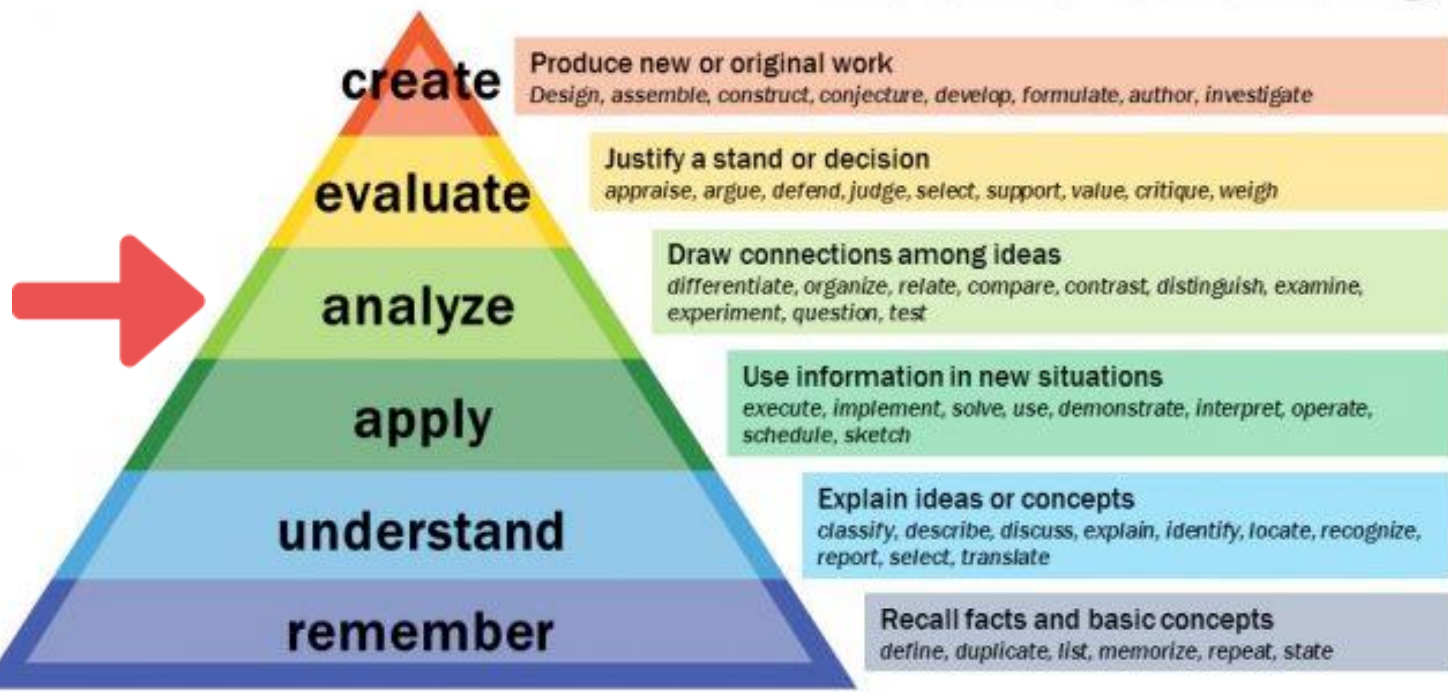 create
Produce new or original work
Design, assemble, construct, conjecture, develop, formulate, author, investigate
evaluate
Justify a stand or decision
appraise, argue, defend, judge, select, support, value, critique, weigh
analyze
Draw connections among ideas
differentiate, organize, relate, compare, contrast, distinguish, examine,
experiment, question, test
apply
Use information in new situations
execute, implement, solve, use, demonstrate, interpret, operate,
schedule, sketch
understand
Explain ideas or concepts
classify, describe, discuss, explain, identify, locate, recognize,
report, select, translate
remember
Recall facts and basic concepts
define, duplicate, list, memorize, repeat, state